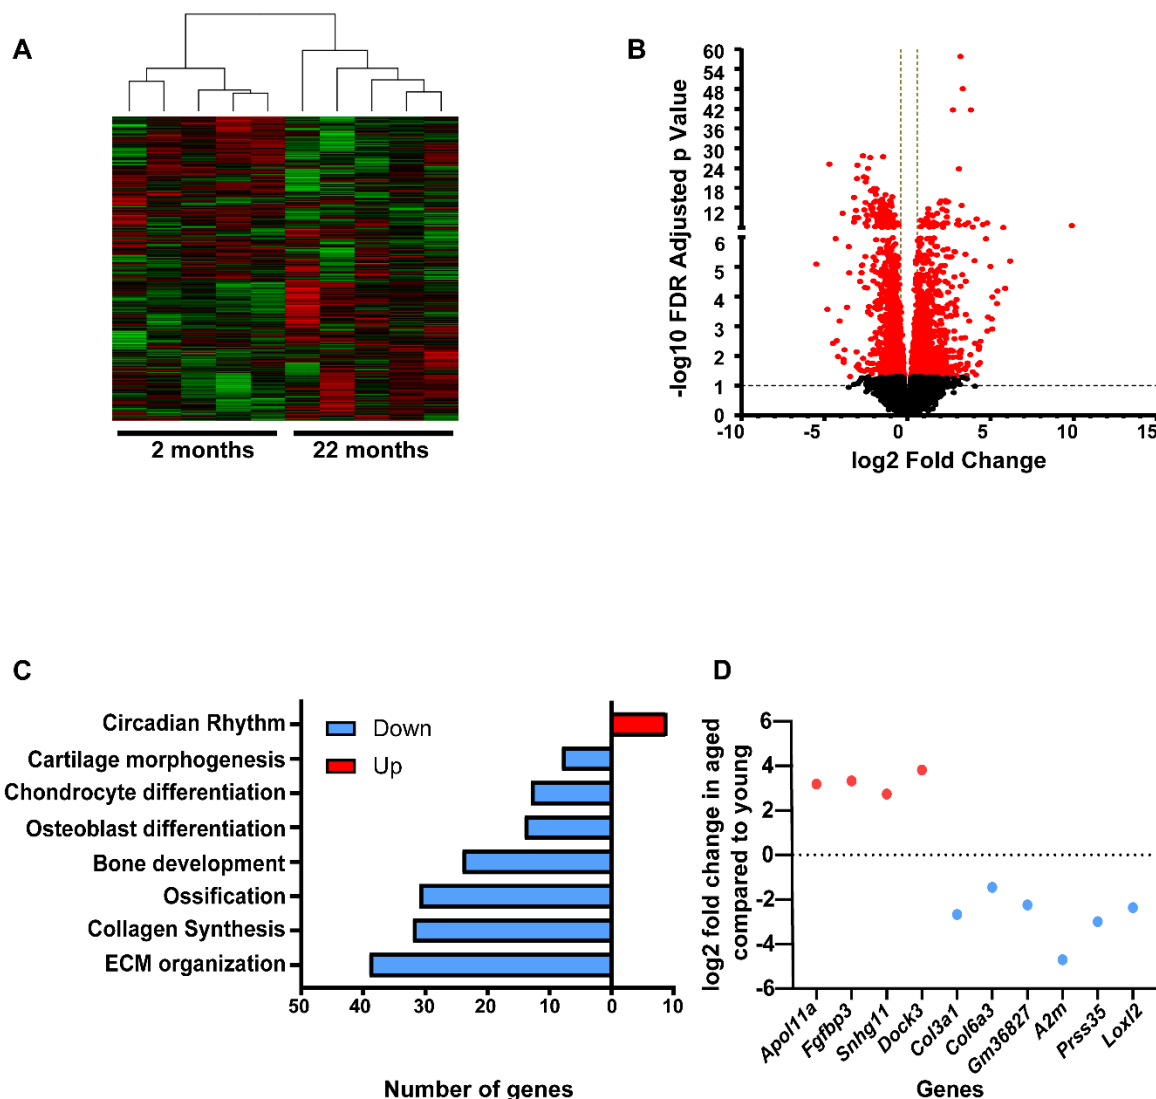 A
2 months
22 months
B
-log10 FDR Adjusted p Value
60
54
48
42
36
30
24
18
12
6
5
4
3
2
1
0
-10
-5
0
5
10
15
log2 Fold Change
C
Circadian Rhythm
Cartilage morphogenesis
Chondrocyte differentiation
Osteoblast differentiation
Bone development
Ossification
Collagen Synthesis
ECM organization
Down
Up
50
40
30
20
10
0
10
Number of genes
D
log2 fold change in aged
compared to young
6
4
2
0
-2
-4
-6
Apol11a
Fgfbp3
Snhg11
Dock3
Col3a1
Col6a3
Gm36827
A2m
Prss35
Loxl2
Genes